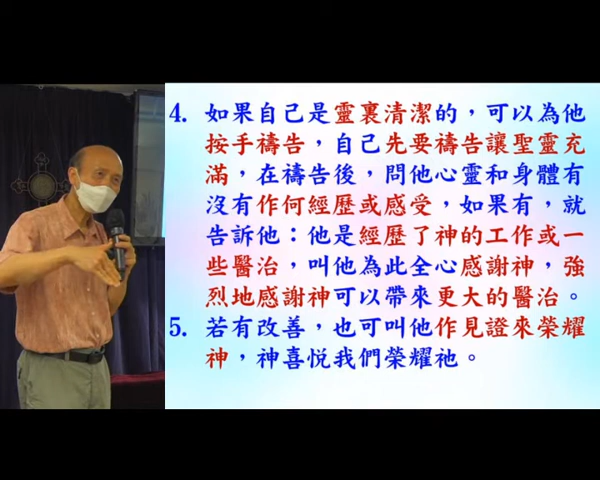 4. 如果自己是靈裏清潔的，可以為他
按手禱告，自己先要禱告讓聖靈充
滿，在禱告後，問他心靈和身體有
沒有作何經歷或感受，如果有，就
告訴他：他是經歷了神的工作或一
些醫治，叫他為此全心感謝神，強
烈地感謝神可以帶來更大的醫治。
5. 若有改善，也可叫他作見證來榮耀
神，神喜悦我們榮耀祂。